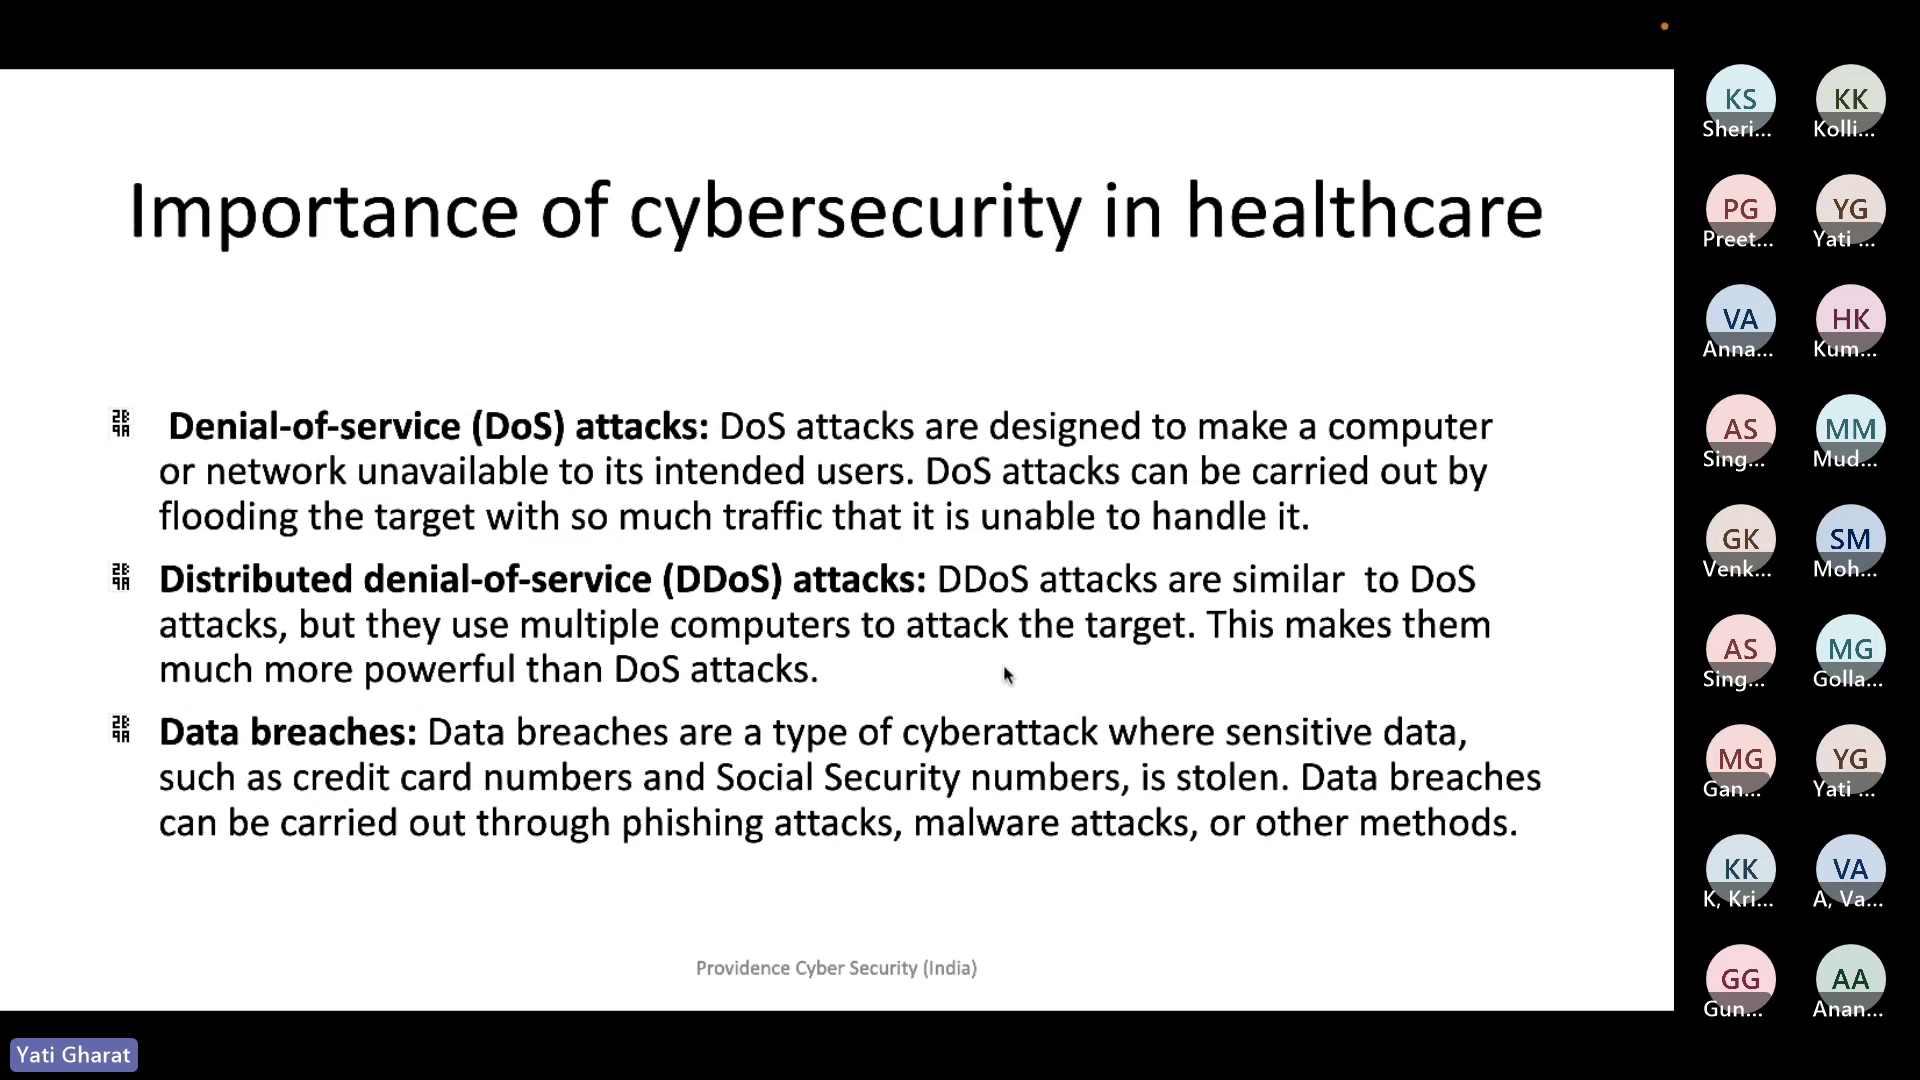 Importance of cybersecurity in healthcare
Denial-of-service (DoS) attacks: DoS attacks are designed to make a computer
or network unavailable to its intended users. DoS attacks can be carried out by
flooding the target with so much traffic that it is unable to handle it.
Distributed denial-of-service (DDoS) attacks: DDoS attacks are similar  to DoS
attacks, but they use multiple computers to attack the target. This makes them
much more powerful than DoS attacks.
Data breaches: Data breaches are a type of cyberattack where sensitive data,
such as credit card numbers and Social Security numbers, is stolen. Data breaches
can be carried out through phishing attacks, malware attacks, or other methods.
Providence Cyber Security (India)
Yati Gharat
KS
Sheri...
KK
Kolli...
PG
Preet...
YG
Yati ...
VA
Anna...
HK
Kum...
AS
Sing...
MM
Mud...
GK
Venk...
SM
Moh...
AS
Sing...
MG
Golla...
MG
Gan...
YG
Yati ...
KK
K, Kri...
VA
A, Va...
GG
Gun...
AA
Anan...